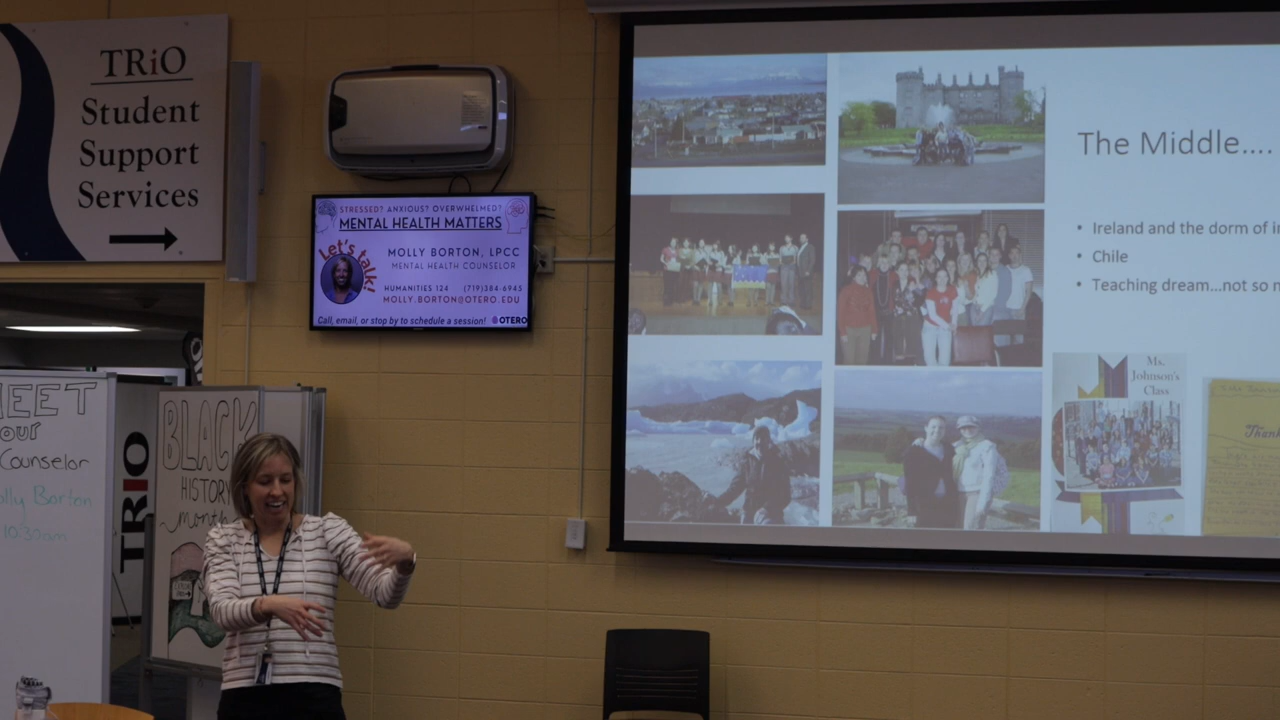 TRiO
Student
Support
Services
STRESSED? ANXIOUS? OVERWHELMED?
MENTAL HEALTH MATTERS
Let's talk!
MOLLY BORTON, LPCC
MENTAL HEALTH COUNSELOR
HUMANITIES 124 (719)384-6945
MOLLY.BORTON@OTERO.EDU
Call, email, or stop by to schedule a session! OTERO
The Middle....
• Ireland and the dorm of i
• Chile
• Teaching dream...not so
Ms.
Johnson's
Class
Thank
EET
our
Counselor
olly Borton
10:30am
TRIO
BLACK
HISTORY
month